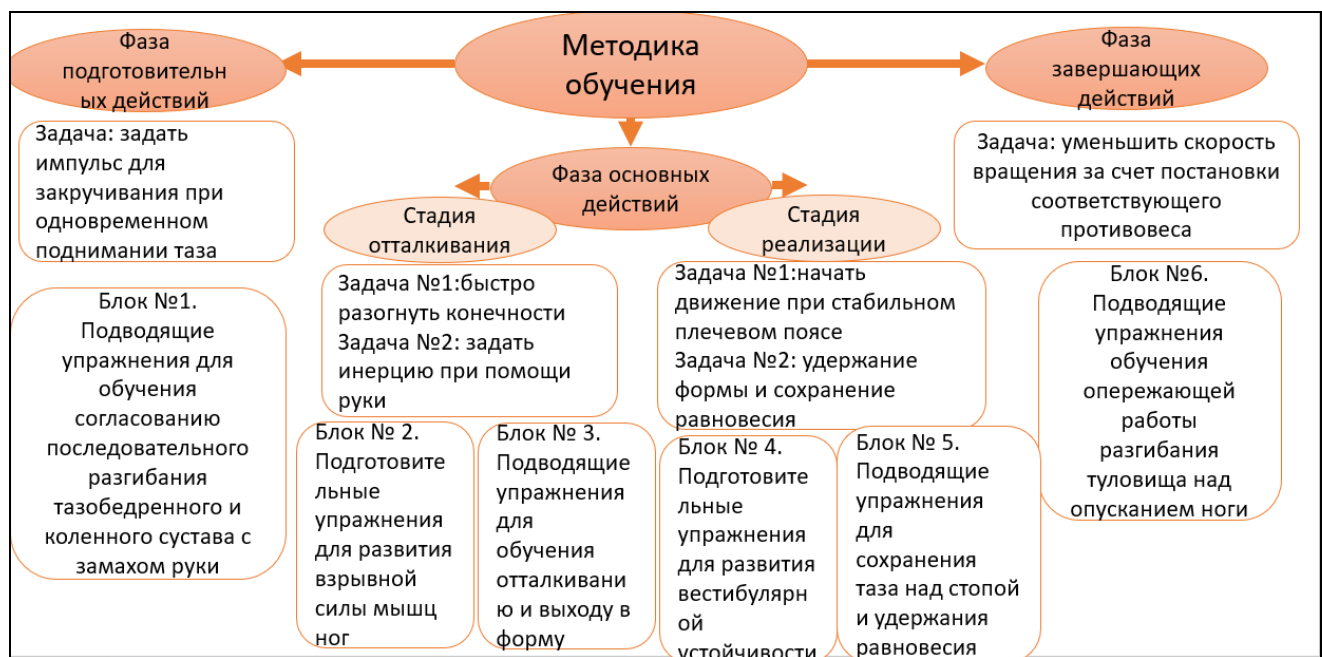 Методика
обучения
Фаза
подготовительн
ых действий
Задача: задать
импульс для
закручивания при
одновременном
поднимании таза
Блок №1.
Подводящие
упражнения для
обучения
согласованию
последовательного
разгибания
тазобедренного и
коленного сустава с
замахом руки
Фаза основных
действий
Стадия
отталкивания
Задача №1:быстро
разогнуть конечности
Задача №2: задать
инерцию при помощи
руки
Блок № 2.
Подготовите
льные
упражнения
для развития
взрывной
силы мышц
ног
Блок № 3.
Подводящие
упражнения
для
обучения
отталкивани
ю и выходу в
форму
Стадия
реализации
Задача №1:начать
движение при стабильном
плечевом поясе
Задача №2: удержание
формы и сохранение
равновесия
Блок № 4.
Подготовите
льные
упражнения
для развития
вестибулярн
ой
устойчивости
Блок № 5.
Подводящие
упражнения
для
сохранения
таза над стопой
и удержания
равновесия
Фаза
завершающих
действий
Задача: уменьшить скорость
вращения за счет постановки
соответствующего
противовеса
Блок №6.
Подводящие
упражнения
обучения
опережающей
работы
разгибания
туловища над
опусканием ноги